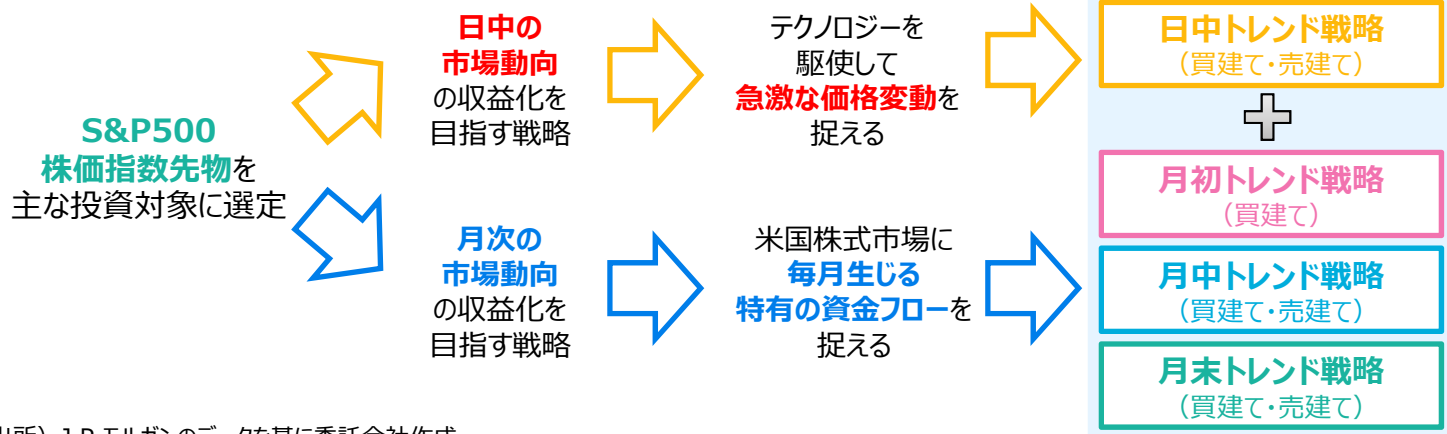 S&P500
株価指数先物を
主な投資対象に選定
日中の
市場動向
の収益化を
目指す戦略
テクノロジーを
駆使して
急激な価格変動を
捉える
日中トレンド戦略
（買建て・売建て）
月次の
市場動向
の収益化を
目指す戦略
米国株式市場に
毎月生じる
特有の資金フローを
捉える
月初トレンド戦略
（買建て）
月中トレンド戦略
（買建て・売建て）
月末トレンド戦略
（買建て・売建て）